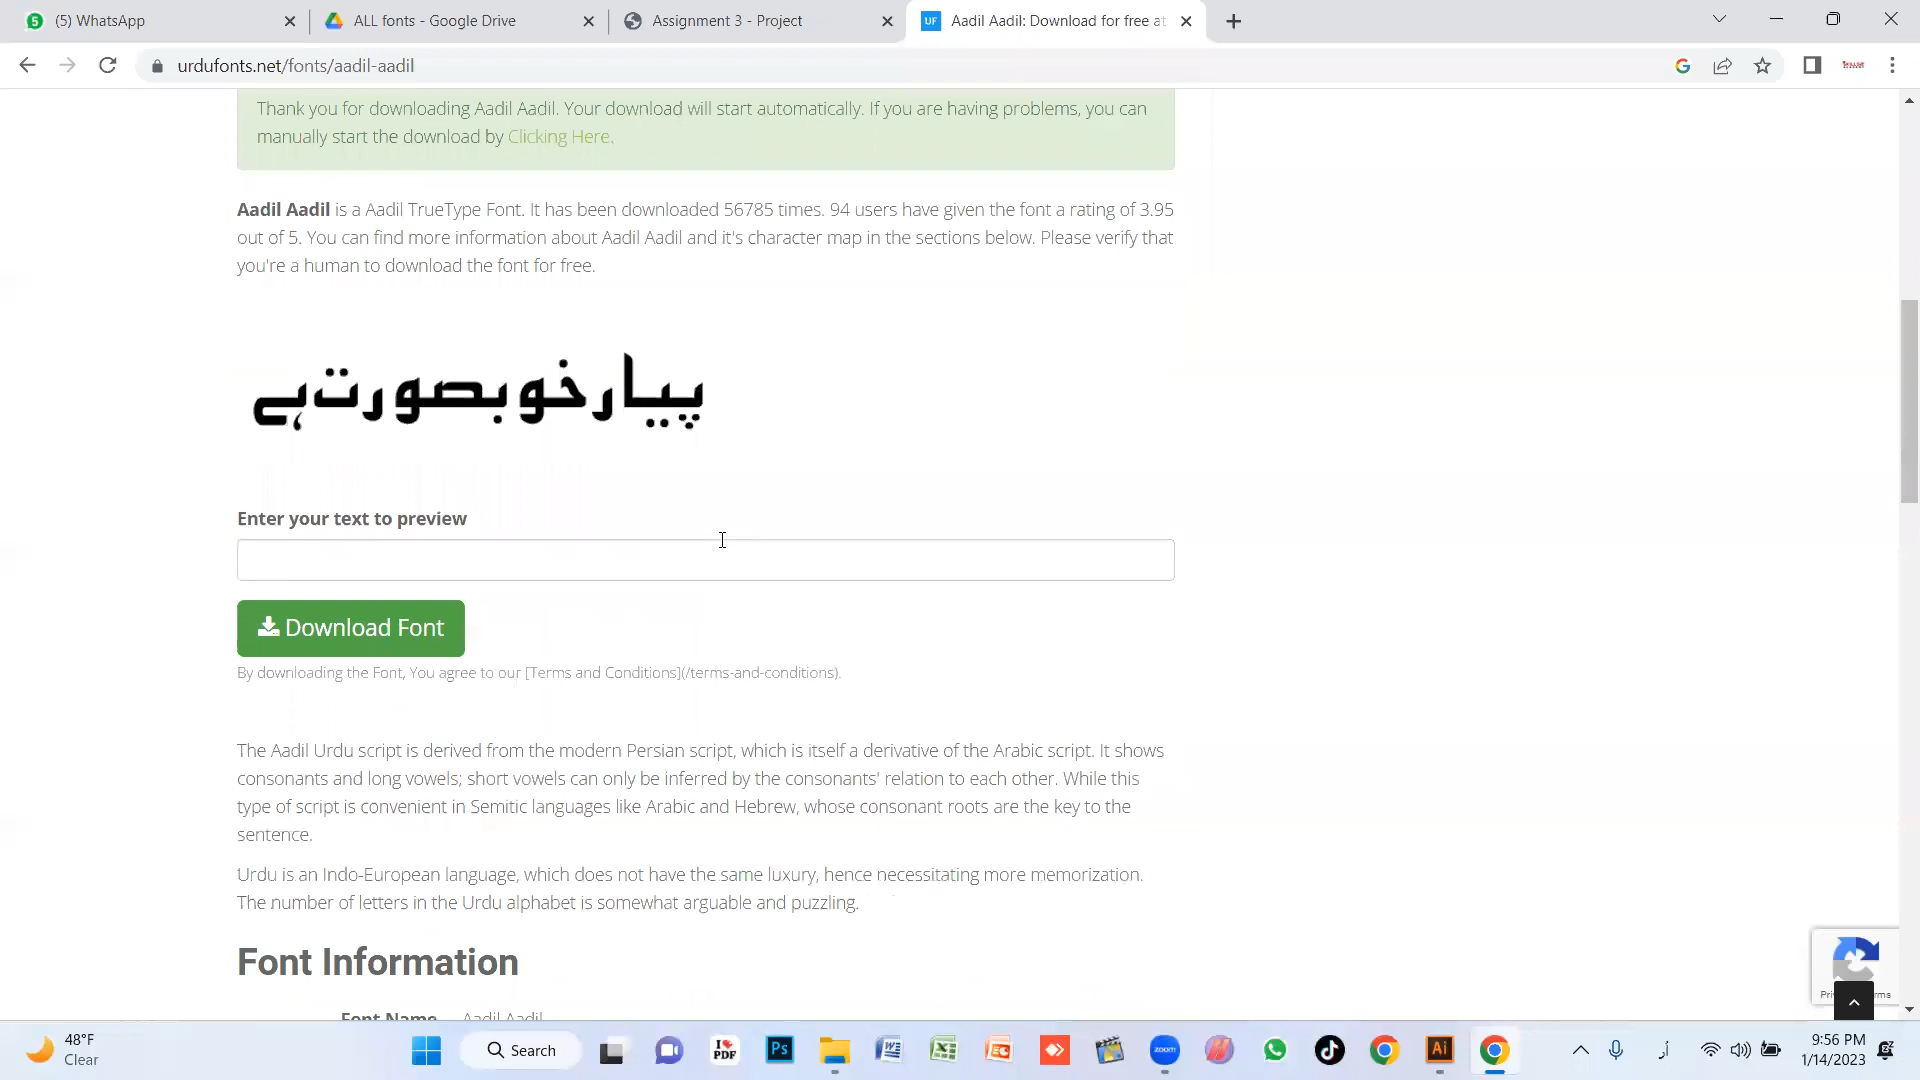 (5) WhatsApp
ALL fonts - Google Drive
Assignment 3 - Project
UF
Aadil Aadil: Download for free at
urdufonts.net/fonts/aadil-aadil
Thank you for downloading Aadil Aadil. Your download will start automatically. If you are having problems, you can
manually start the download by Clicking Here.
Aadil Aadil is a Aadil TrueType Font. It has been downloaded 56785 times. 94 users have given the font a rating of 3.95
out of 5. You can find more information about Aadil Aadil and it's character map in the sections below. Please verify that
you're a human to download the font for free.
پیار خوبصورت ہے
Enter your text to preview
Download Font
By downloading the Font, You agree to our [Terms and Conditions](/terms-and-conditions).
The Aadil Urdu script is derived from the modern Persian script, which is itself a derivative of the Arabic script. It shows
consonants and long vowels; short vowels can only be inferred by the consonants' relation to each other. While this
type of script is convenient in Semitic languages like Arabic and Hebrew, whose consonant roots are the key to the
sentence.
Urdu is an Indo-European language, which does not have the same luxury, hence necessitating more memorization.
The number of letters in the Urdu alphabet is somewhat arguable and puzzling.
Font Information
Font Name Aadil Aadil
48°F
Clear
Search
I PDF
Ps
zoom
Ai
9:56 PM
1/14/2023